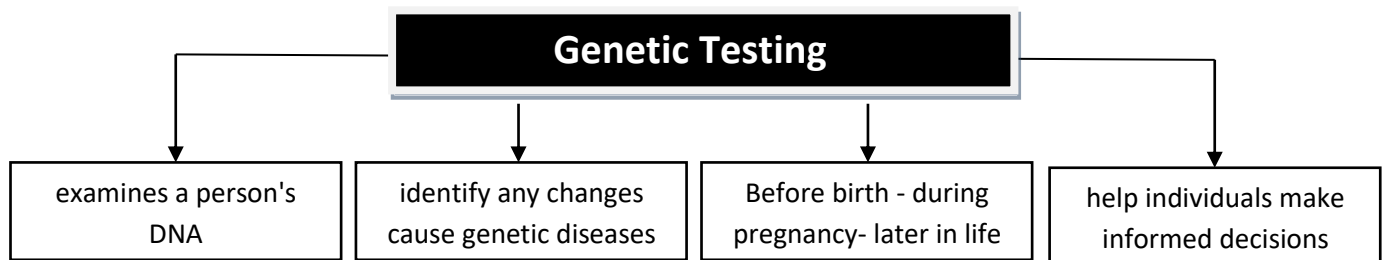 Genetic Testing
examines a person's
DNA
identify any changes
cause genetic diseases
Before birth - during
pregnancy- later in life
help individuals make
informed decisions